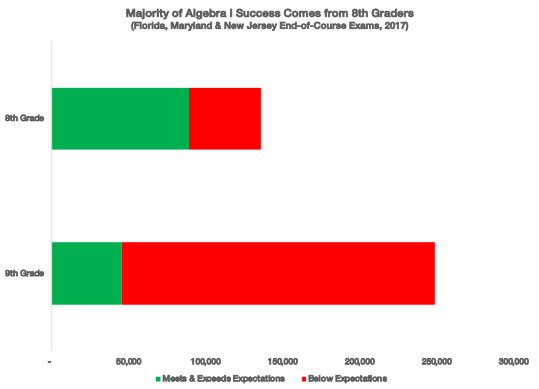 Majority of Algebra I Success Comes from 8th Graders
(Florida, Maryland & New Jersey End-of-Course Exams, 2017)
8th Grade
9th Grade
- 50,000 100,000 150,000 200,000 250,000 300,000
Meets & Exceeds Expectations Below Expectations